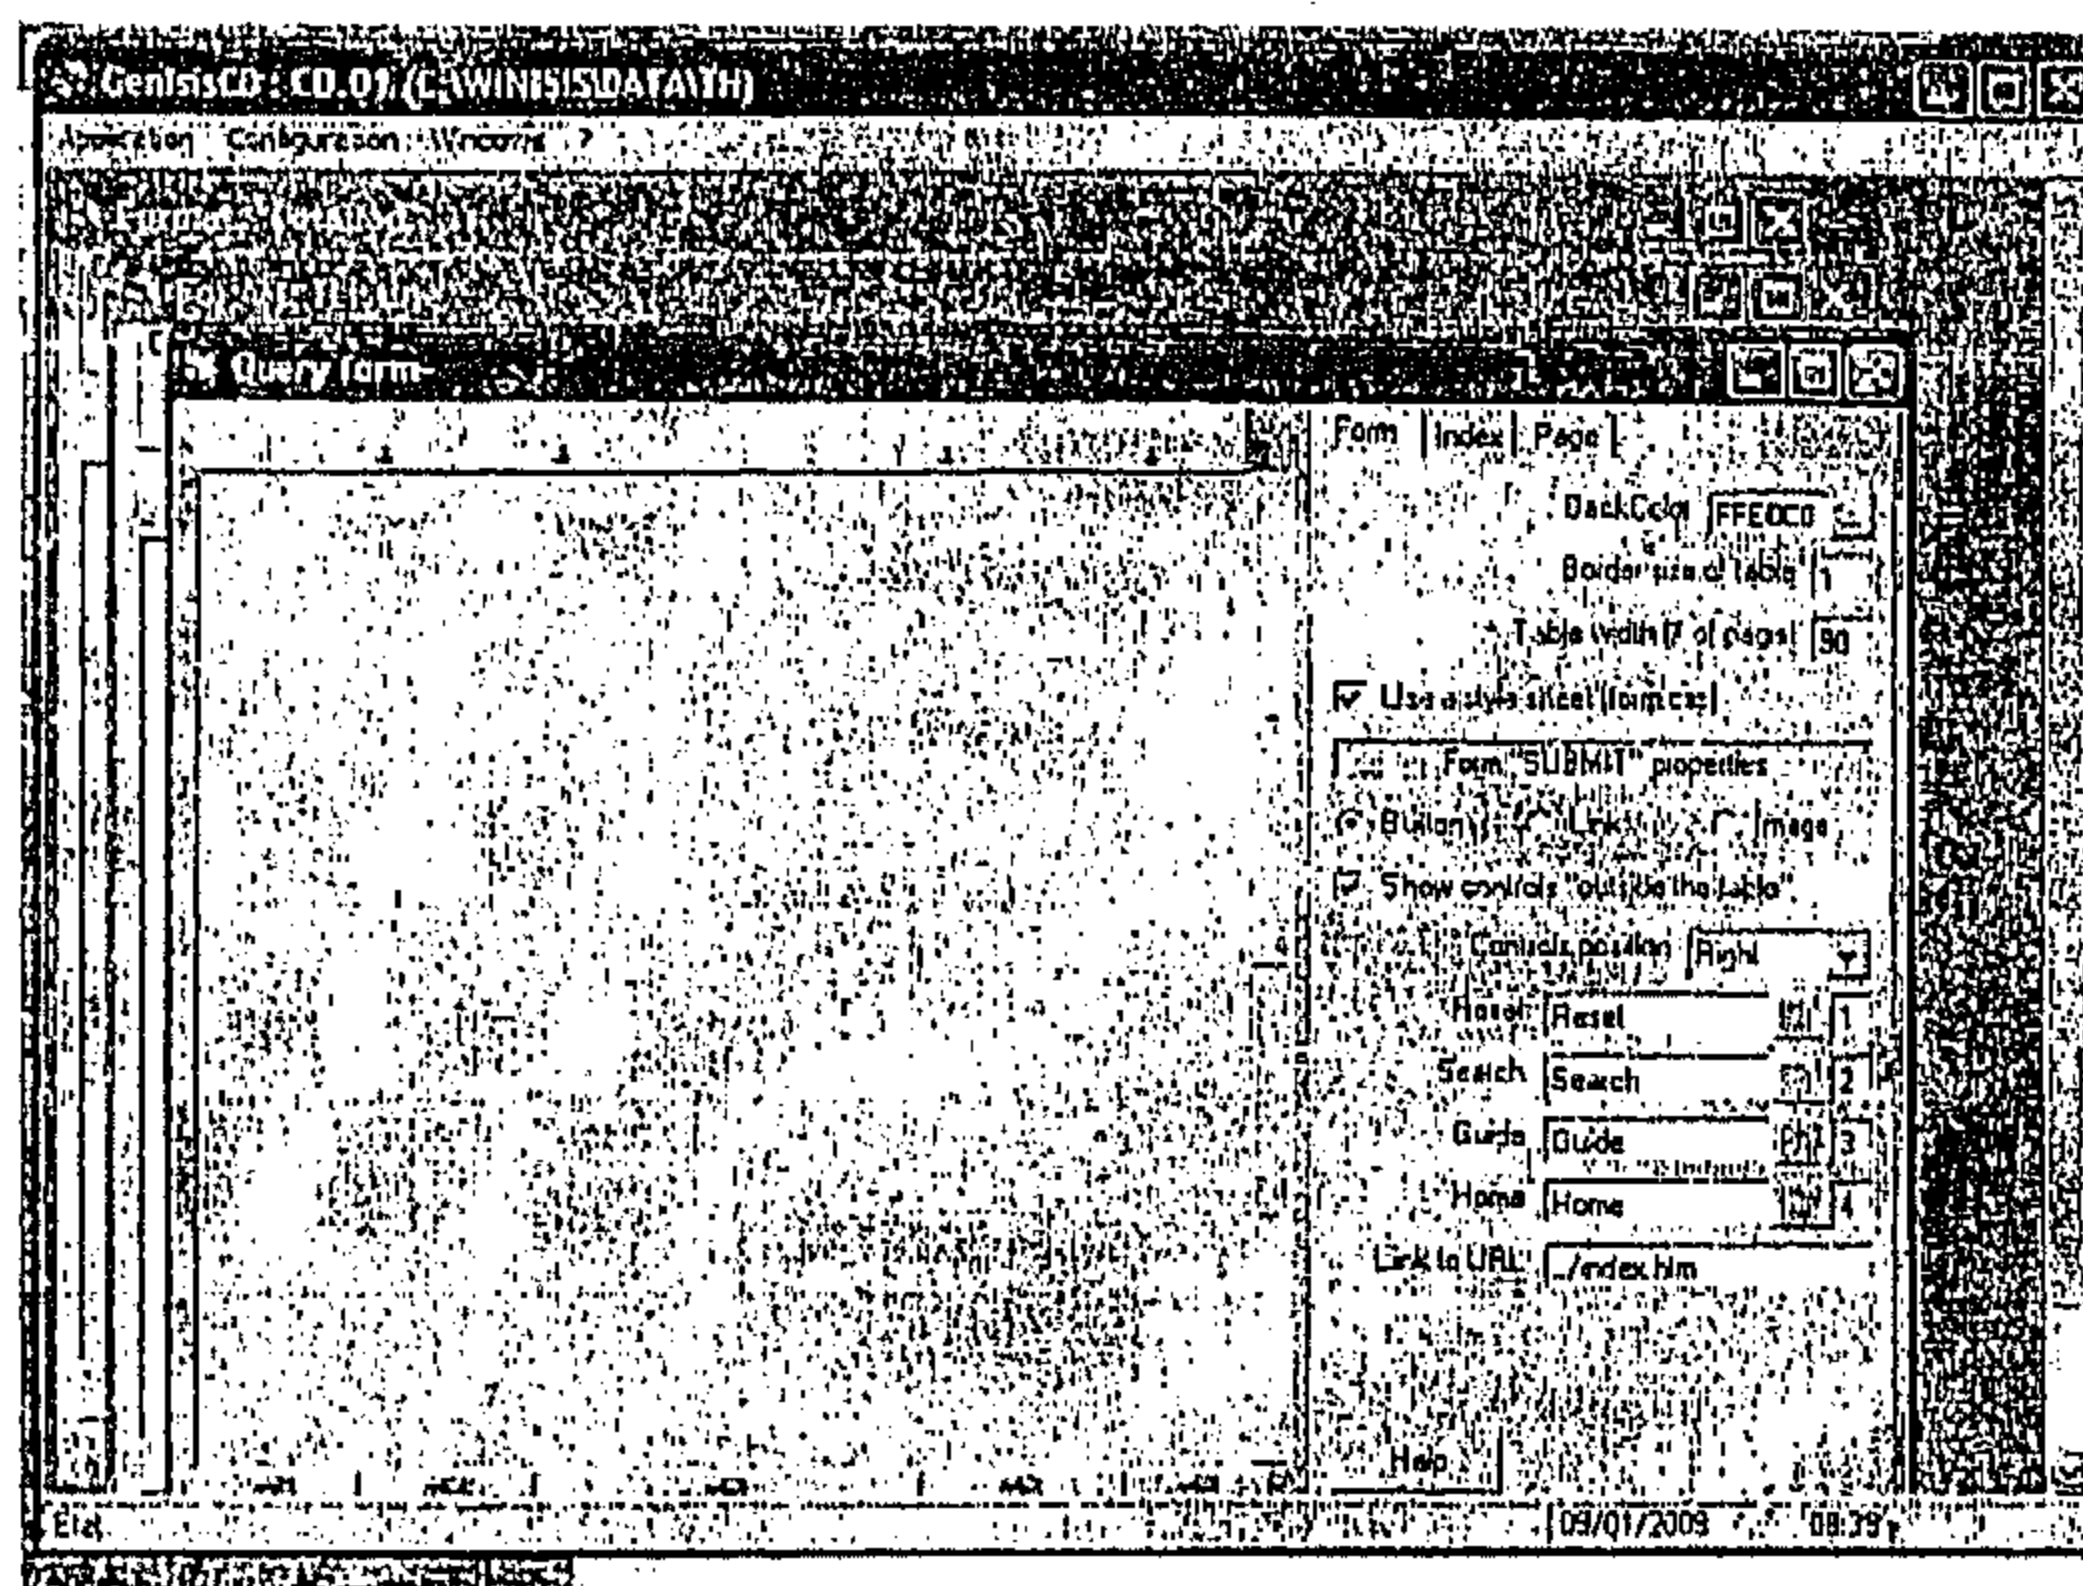 GenIsisCD : CD.01 (C:\WINISIS\DATA\TH)
Application Configuration Windows ?
Query form
Form Index Page
BackColor FFE0C0
Border size of table 1
Table width (% of page) 90
Use a style sheet (form.css)
Form "SUBMIT" properties
Button Link Image
Show controls "outside the table"
Controls position Right
Reset Reset 1
Search Search 2
Guide Guide 3
Home Home 4
Link to URL ../index.htm
Help
09/01/2009 08:39